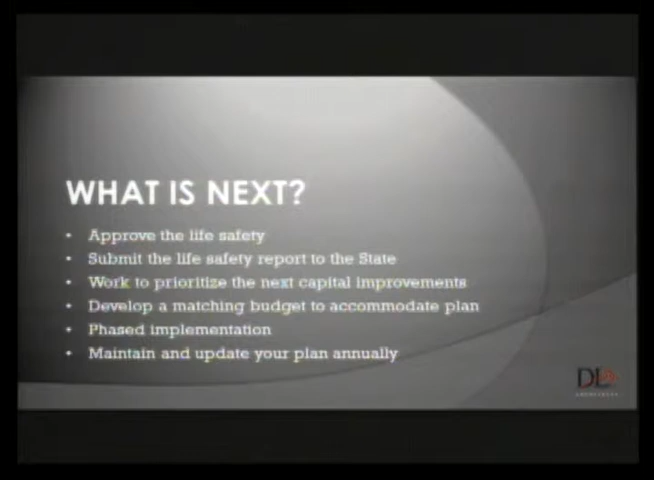 WHAT IS NEXT?
• Approve the life safety
• Submit the life safety report to the State
• Work to prioritize the next capital improvements
• Develop a matching budget to accommodate plan
• Phased implementation
• Maintain and update your plan annually